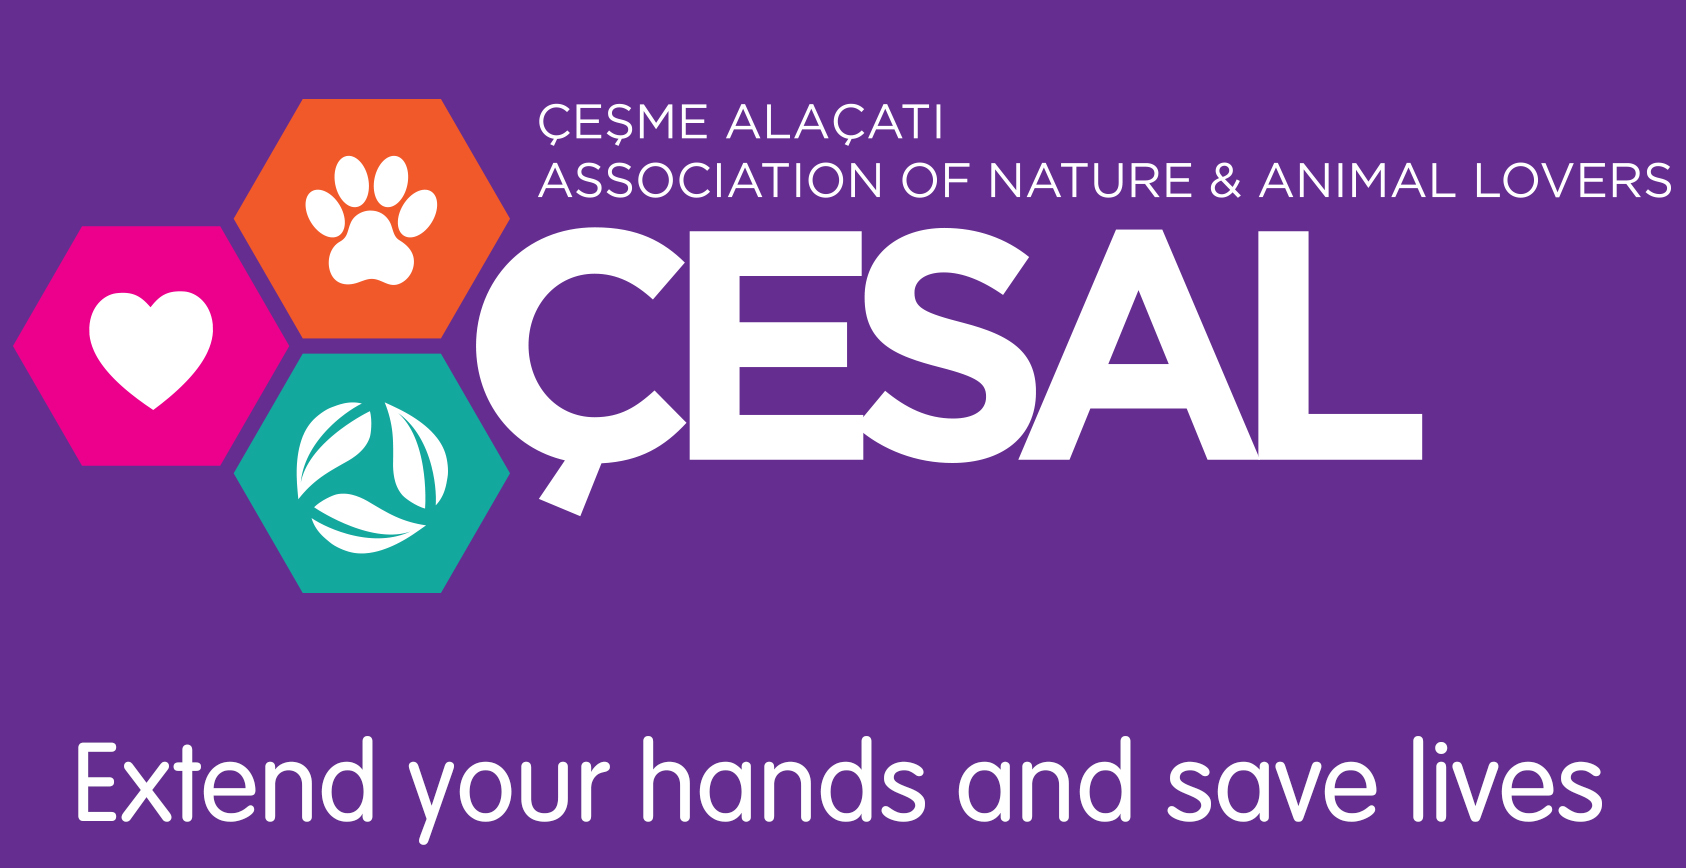 ÇEŞME ALAÇATI
ASSOCIATION OF NATURE & ANIMAL LOVERS
ÇESAL
Extend your hands and save lives